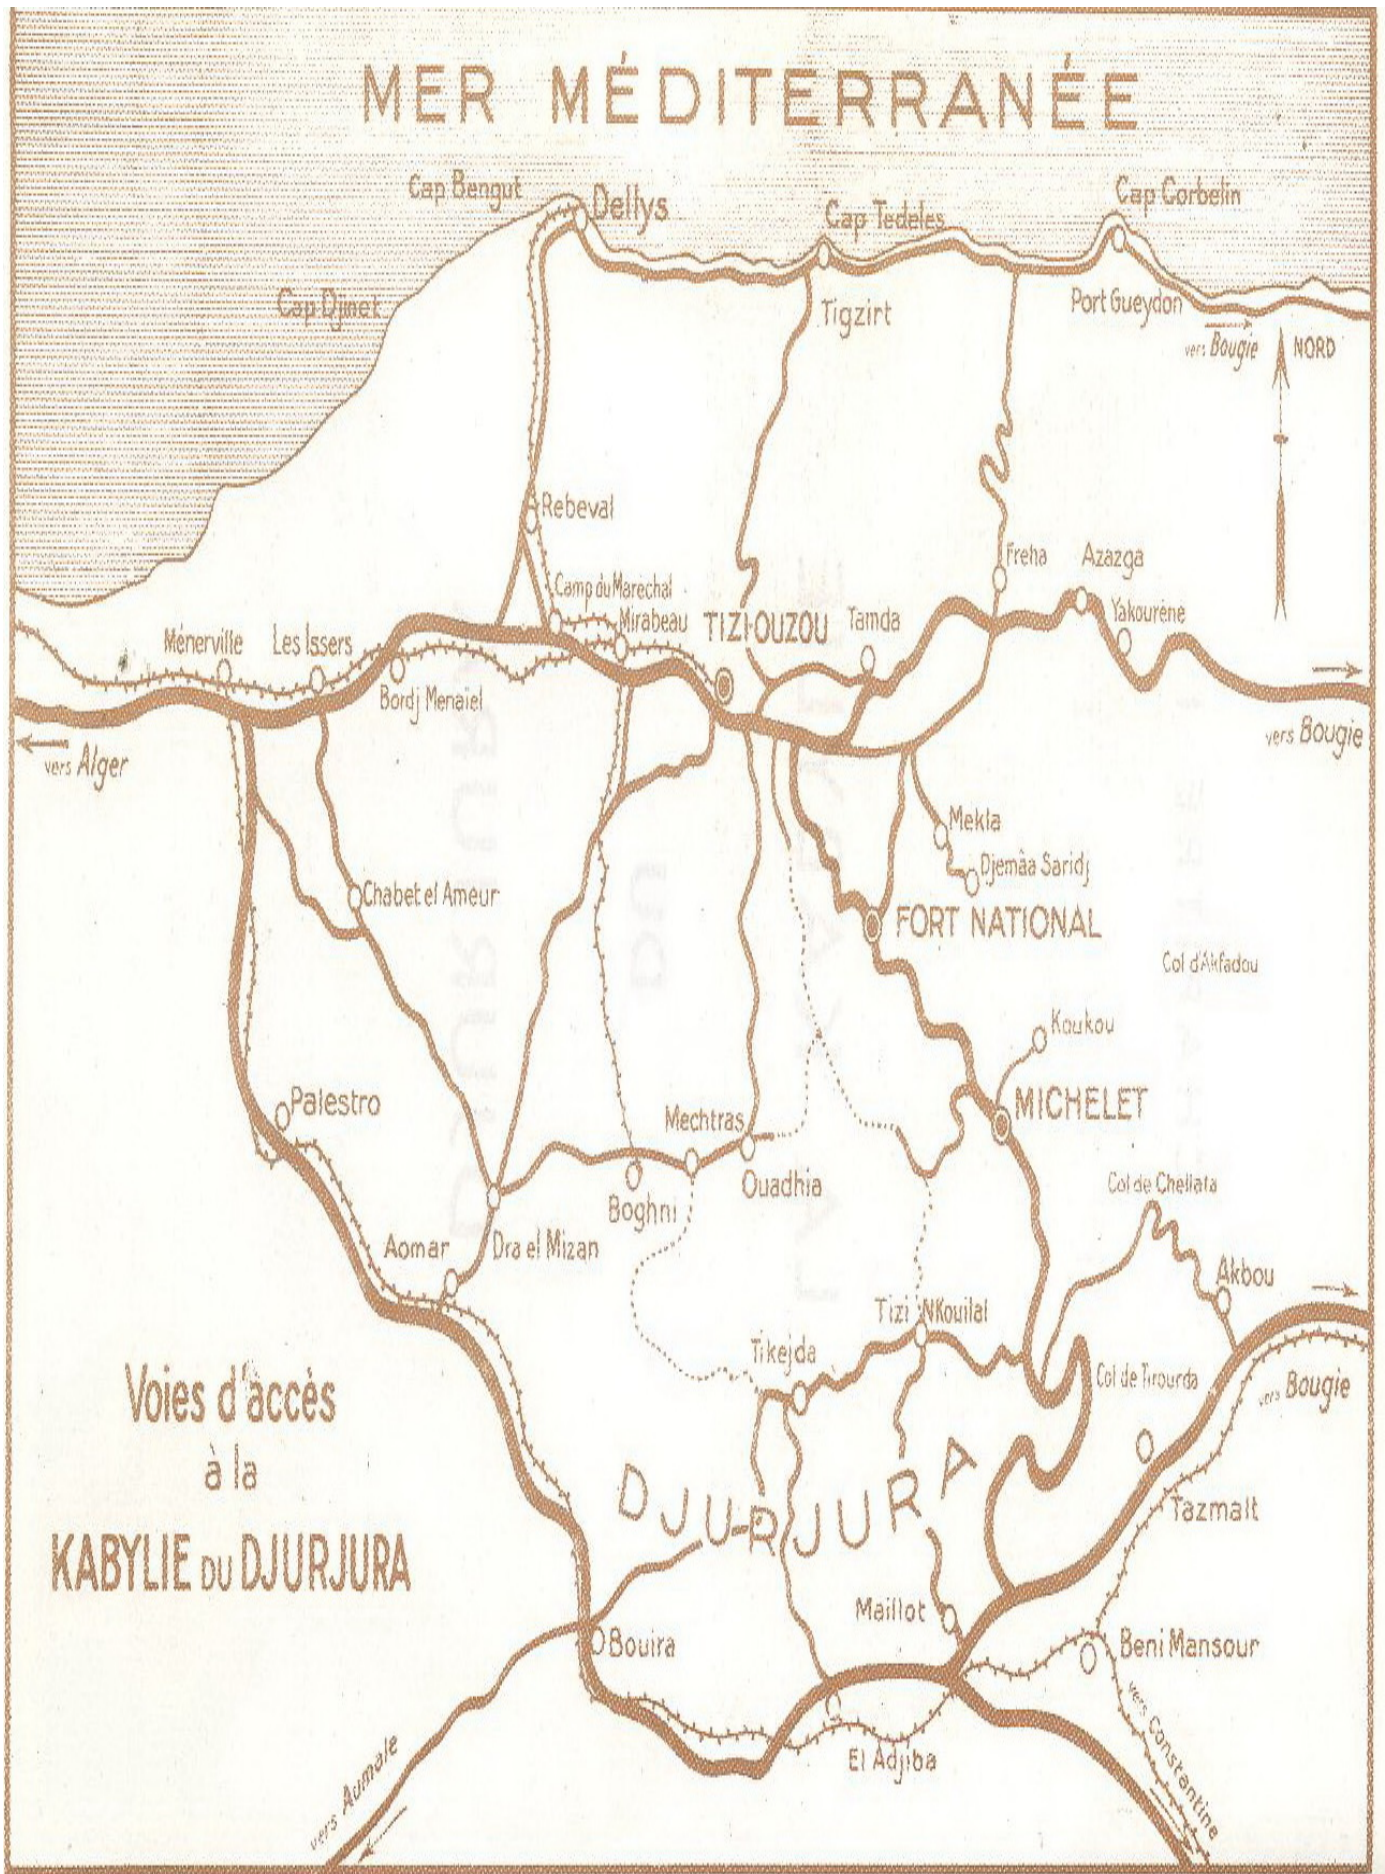 MER MÉDITERRANÉE
Cap Bengut
Dellys
Cap Tedeles
Cap Corbelin
Cap Djinet
Tigzirt
Port Gueydon
vers Bougie
NORD
Rebeval
Freha
Azazga
Camp du Maréchal
Mirabeau
TIZI-OUZOU
Tamda
Yakourène
Ménerville
Les Issers
Bordj Menaïel
vers Alger
vers Bougie
Mekla
Djemâa Saridj
Chabet el Ameur
FORT NATIONAL
Col d'Akfadou
Koukou
Palestro
MICHELET
Mechtras
Col de Chellata
Boghni
Ouadhia
Aomar
Dra el Mizan
Akbou
Tizi N'Kouilal
Tikejda
Col de Tirourda
vers Bougie
Voies d'accès
à la
KABYLIE DU DJURJURA
DJURJURA
Tazmalt
Maillot
Bouira
Beni Mansour
El Adjiba
vers Aumale
vers Constantine